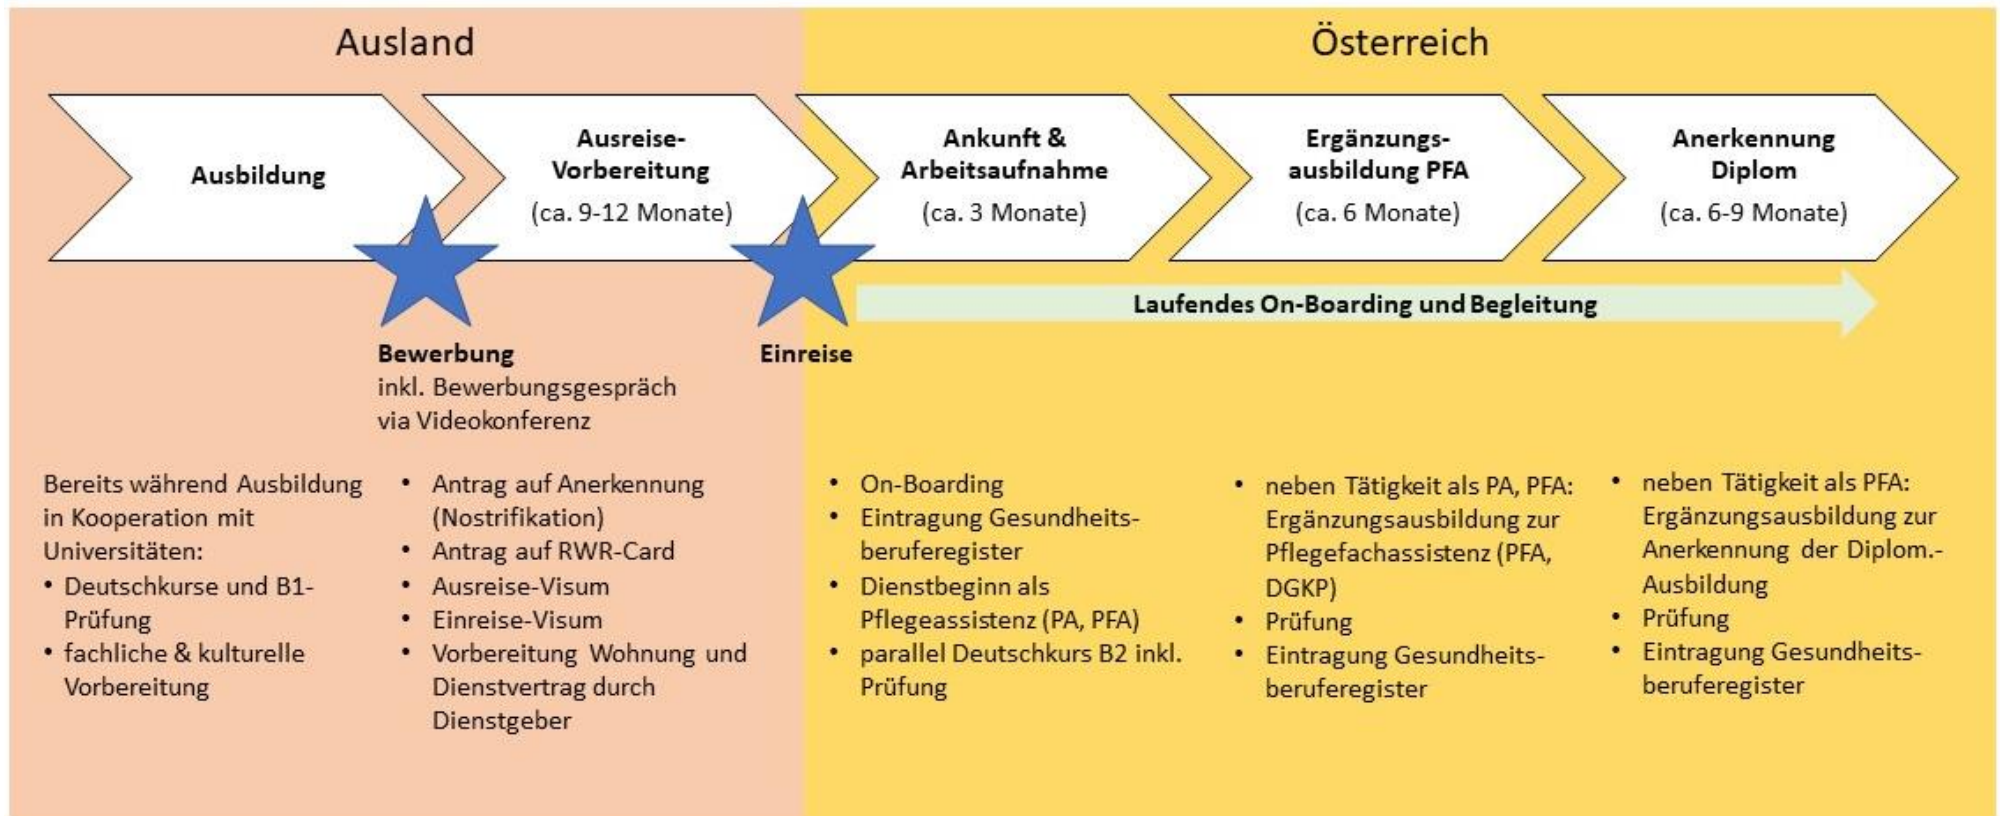 Ausland
Österreich
Ausbildung
Ausreise-
Vorbereitung
(ca. 9-12 Monate)
Ankunft &
Arbeitsaufnahme
(ca. 3 Monate)
Ergänzungs-
ausbildung PFA
(ca. 6 Monate)
Anerkennung
Diplom
(ca. 6-9 Monate)
Laufendes On-Boarding und Begleitung
Bewerbung
inkl. Bewerbungsgespräch
via Videokonferenz
Einreise
Bereits während Ausbildung
in Kooperation mit
Universitäten:
• Deutschkurse und B1-
Prüfung
• fachliche & kulturelle
Vorbereitung
• Antrag auf Anerkennung
(Nostrifikation)
• Antrag auf RWR-Card
• Ausreise-Visum
• Einreise-Visum
• Vorbereitung Wohnung und
Dienstvertrag durch
Dienstgeber
• On-Boarding
• Eintragung Gesundheits-
beruferegister
• Dienstbeginn als
Pflegeassistenz (PA, PFA)
• parallel Deutschkurs B2 inkl.
Prüfung
• neben Tätigkeit als PA, PFA:
Ergänzungsausbildung zur
Pflegefachassistenz (PFA,
DGKP)
• Prüfung
• Eintragung Gesundheits-
beruferegister
• neben Tätigkeit als PFA:
Ergänzungsausbildung zur
Anerkennung der Diplom.-
Ausbildung
• Prüfung
• Eintragung Gesundheits-
beruferegister